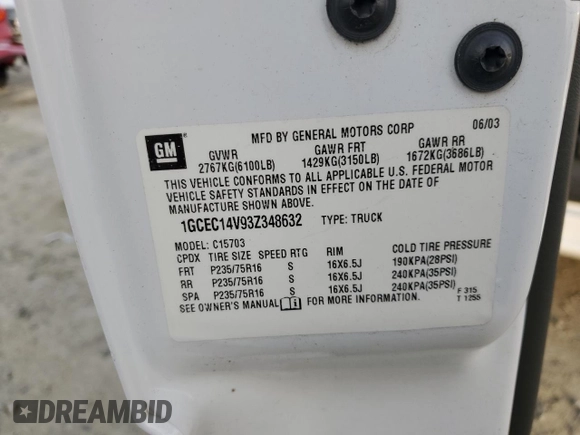 06/03
MFD BY GENERAL MOTORS CORP
GM
GVWR GAWR FRT GAWR RR
2767KG(6100LB) 1429KG(3150LB) 1672KG(3686LB)
THIS VEHICLE CONFORMS TO ALL APPLICABLE U.S. FEDERAL MOTOR
VEHICLE SAFETY STANDARDS IN EFFECT ON THE DATE OF
MANUFACTURE SHOWN ABOVE.
1GCEC14V93Z348632 TYPE: TRUCK
MODEL: C15703
CPDX TIRE SIZE SPEED RTG RIM COLD TIRE PRESSURE
FRT P235/75R16 S 16X6.5J 190KPA(28PSI)
RR P235/75R16 S 16X6.5J 240KPA(35PSI)
SPA P235/75R16 S 16X6.5J 240KPA(35PSI)
SEE OWNER'S MANUAL FOR MORE INFORMATION.
F 315
T 1255
DREAMBID